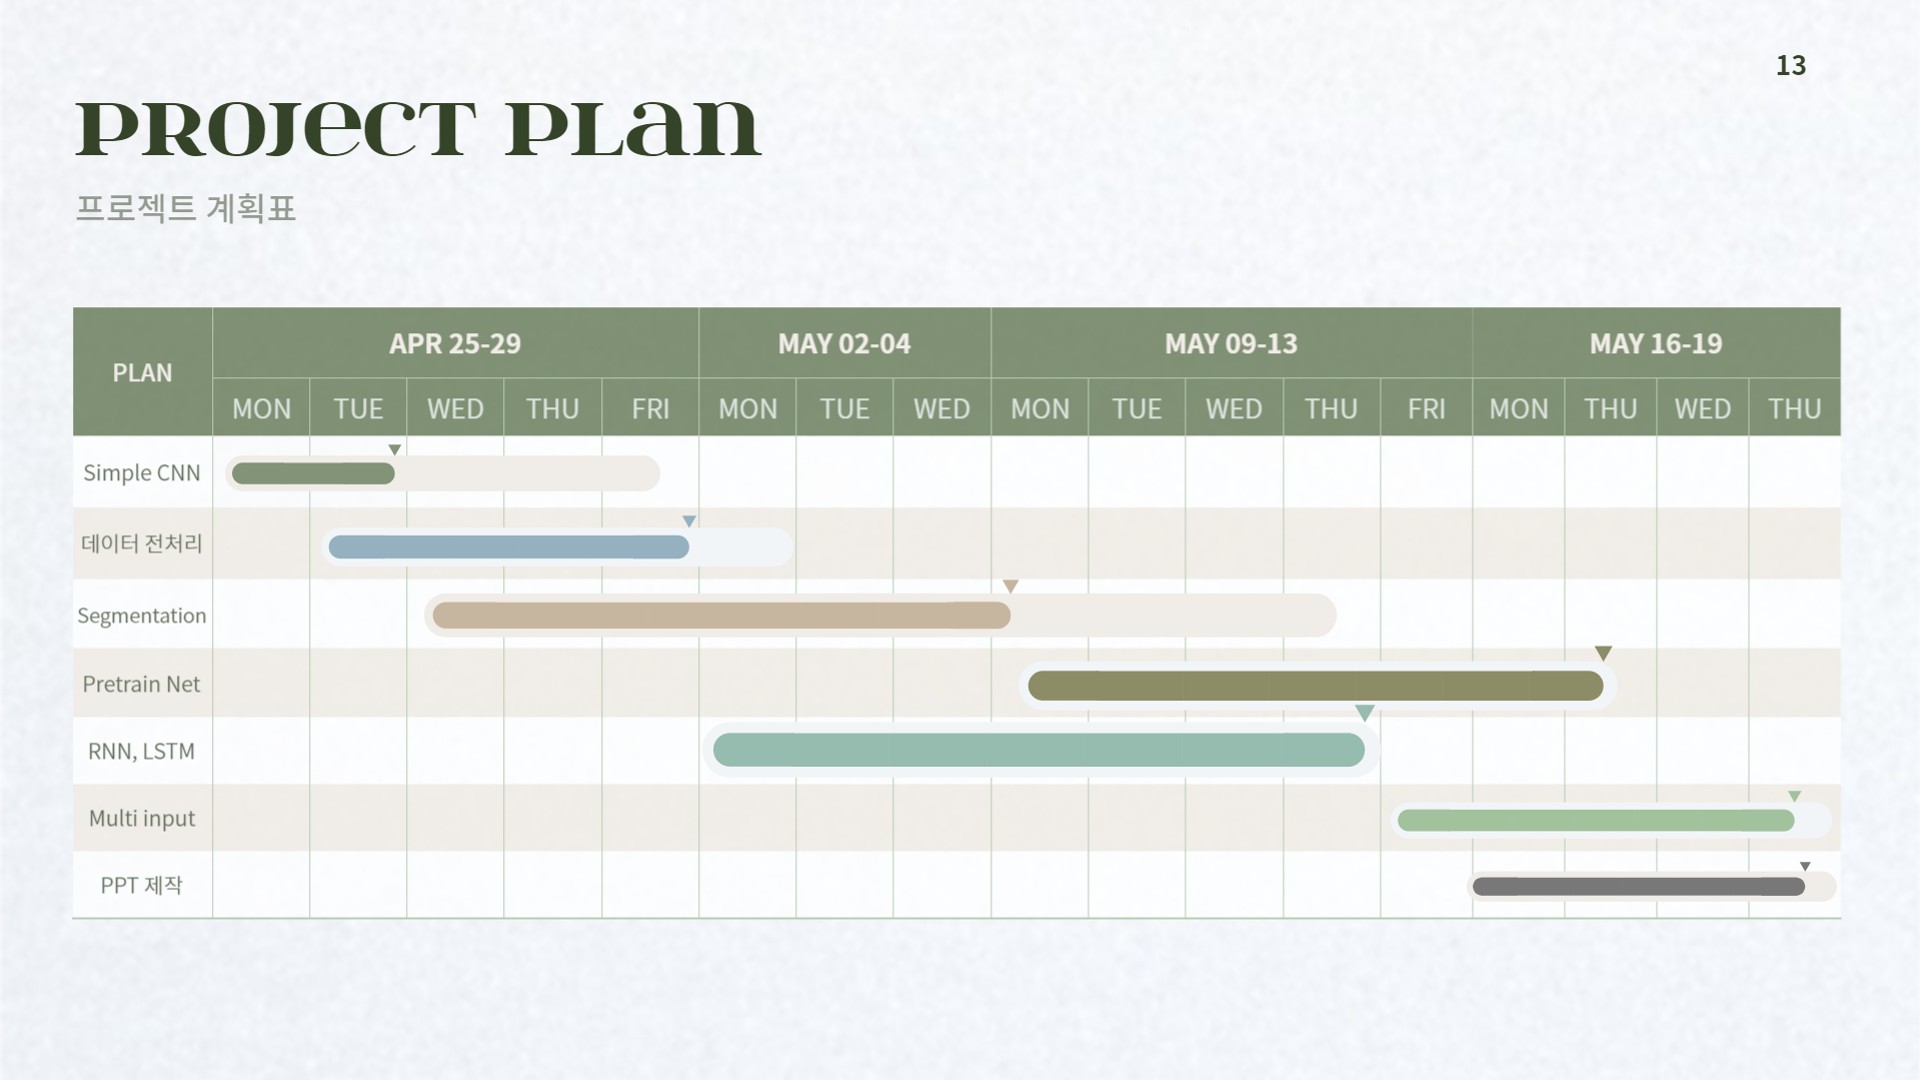 13
PROJECT PLAN
프로젝트 계획표
PLAN
APR 25-29
MAY 02-04
MAY 09-13
MAY 16-19
MON TUE WED THU FRI MON TUE WED MON TUE WED THU FRI MON THU WED THU
Simple CNN
데이터 전처리
Segmentation
Pretrain Net
RNN, LSTM
Multi input
PPT 제작